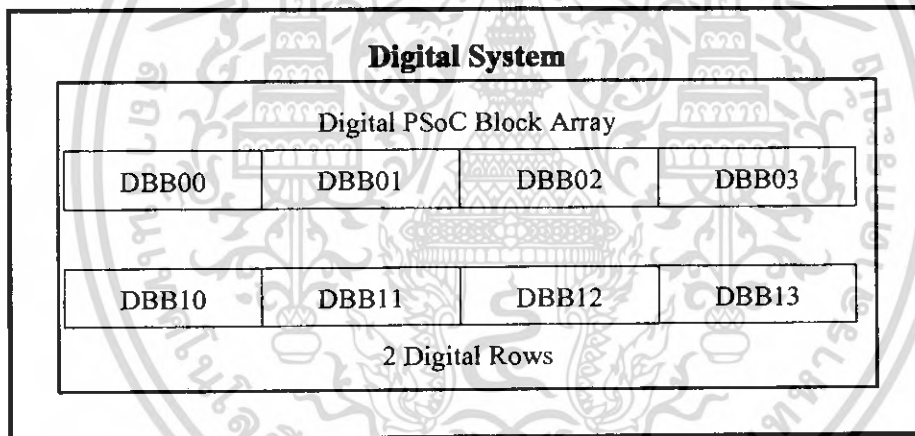 Digital System
Digital PSoC Block Array
DBB00 DBB01 DBB02 DBB03
DBB10 DBB11 DBB12 DBB13
2 Digital Rows